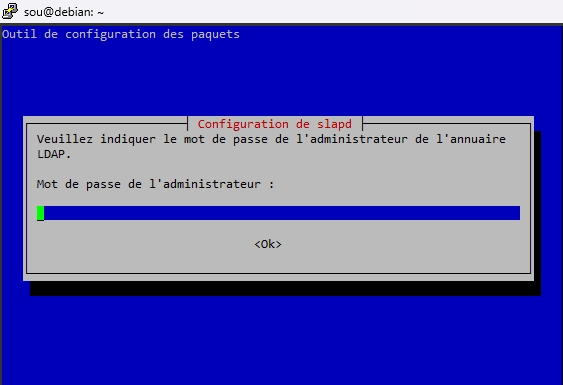 sou@debian: ~
Outil de configuration des paquets
Configuration de slapd
Veuillez indiquer le mot de passe de l'administrateur de l'annuaire
LDAP.
Mot de passe de l'administrateur :
<Ok>